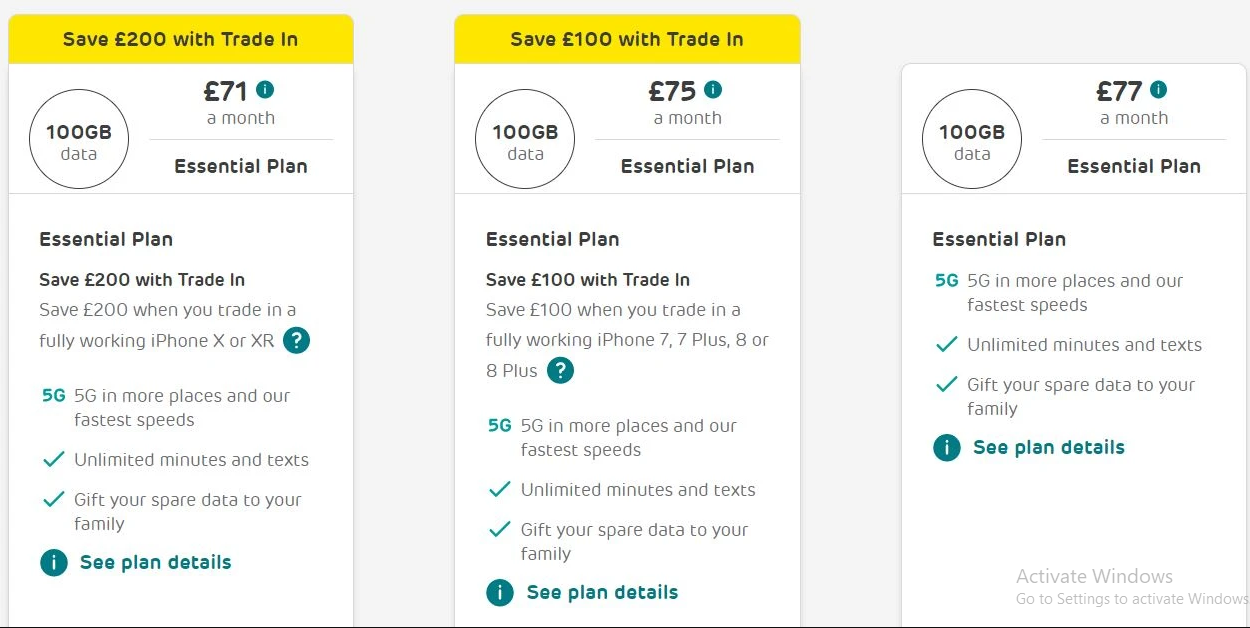 Save £200 with Trade In
£71 i
a month
100GB
data
Essential Plan
Essential Plan
Save £200 with Trade In
Save £200 when you trade in a
fully working iPhone X or XR ?
5G 5G in more places and our
fastest speeds
Unlimited minutes and texts
Gift your spare data to your
family
i See plan details
Save £100 with Trade In
£75 i
a month
100GB
data
Essential Plan
Essential Plan
Save £100 with Trade In
Save £100 when you trade in a
fully working iPhone 7, 7 Plus, 8 or
8 Plus ?
5G 5G in more places and our
fastest speeds
Unlimited minutes and texts
Gift your spare data to your
family
i See plan details
£77 i
a month
100GB
data
Essential Plan
Essential Plan
5G 5G in more places and our
fastest speeds
Unlimited minutes and texts
Gift your spare data to your
family
i See plan details
Activate Windows
Go to Settings to activate Windows